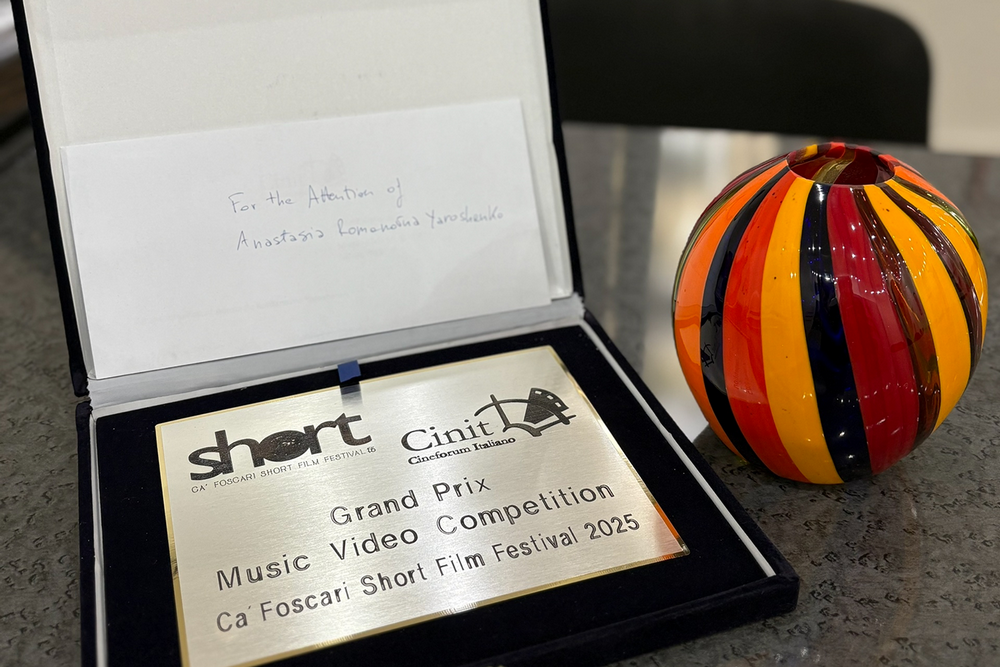 For the Attention of
Anastasia Romanovna Yaroshenko
short
CA' FOSCARI SHORT FILM FESTIVAL 15
Cinit
Cineforum Italiano
Grand Prix
Music Video Competition
Ca' Foscari Short Film Festival 2025